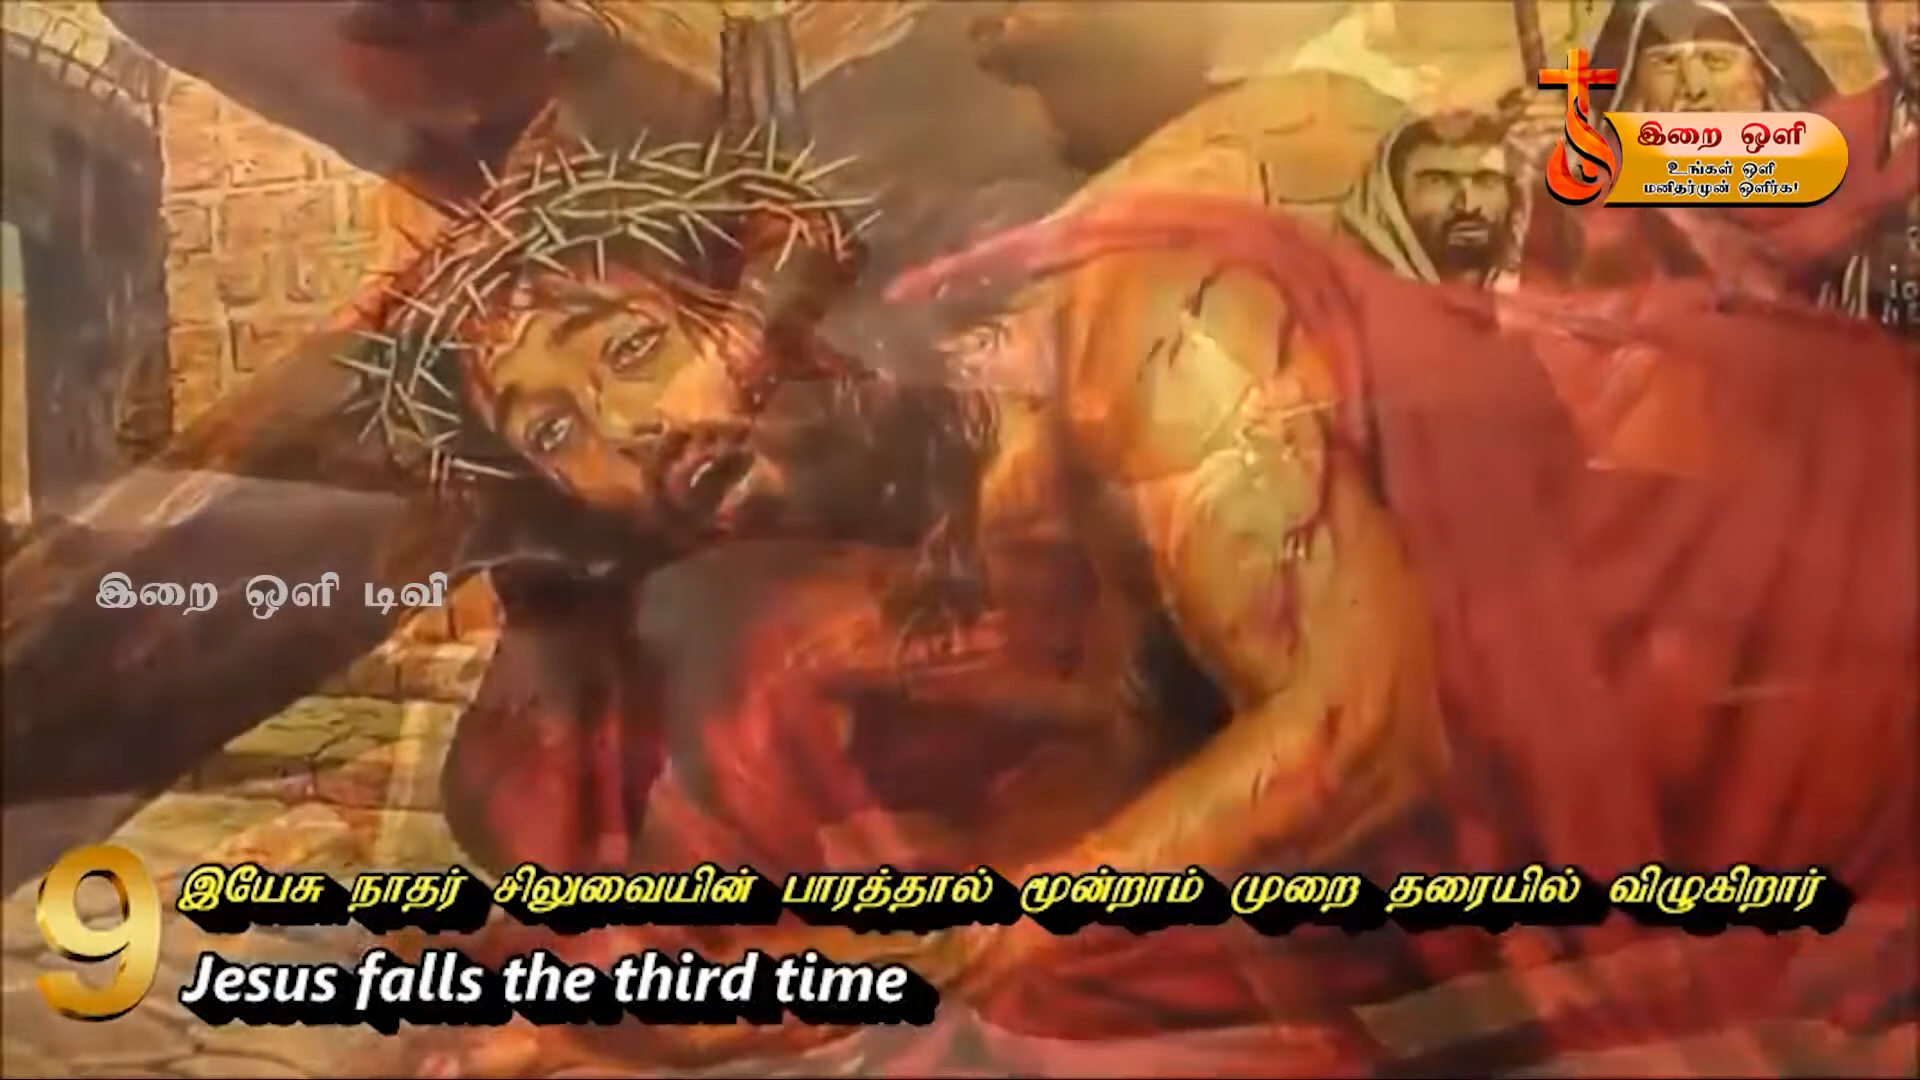 இறை ஒளி
உங்கள் ஒளி
மனிதர்முன் ஒளிர்க!
இறை ஒளி டிவி
9
இயேசு நாதர் சிலுவையின் பாரத்தால் மூன்றாம் முறை தரையில் விழுகிறார்
Jesus falls the third time